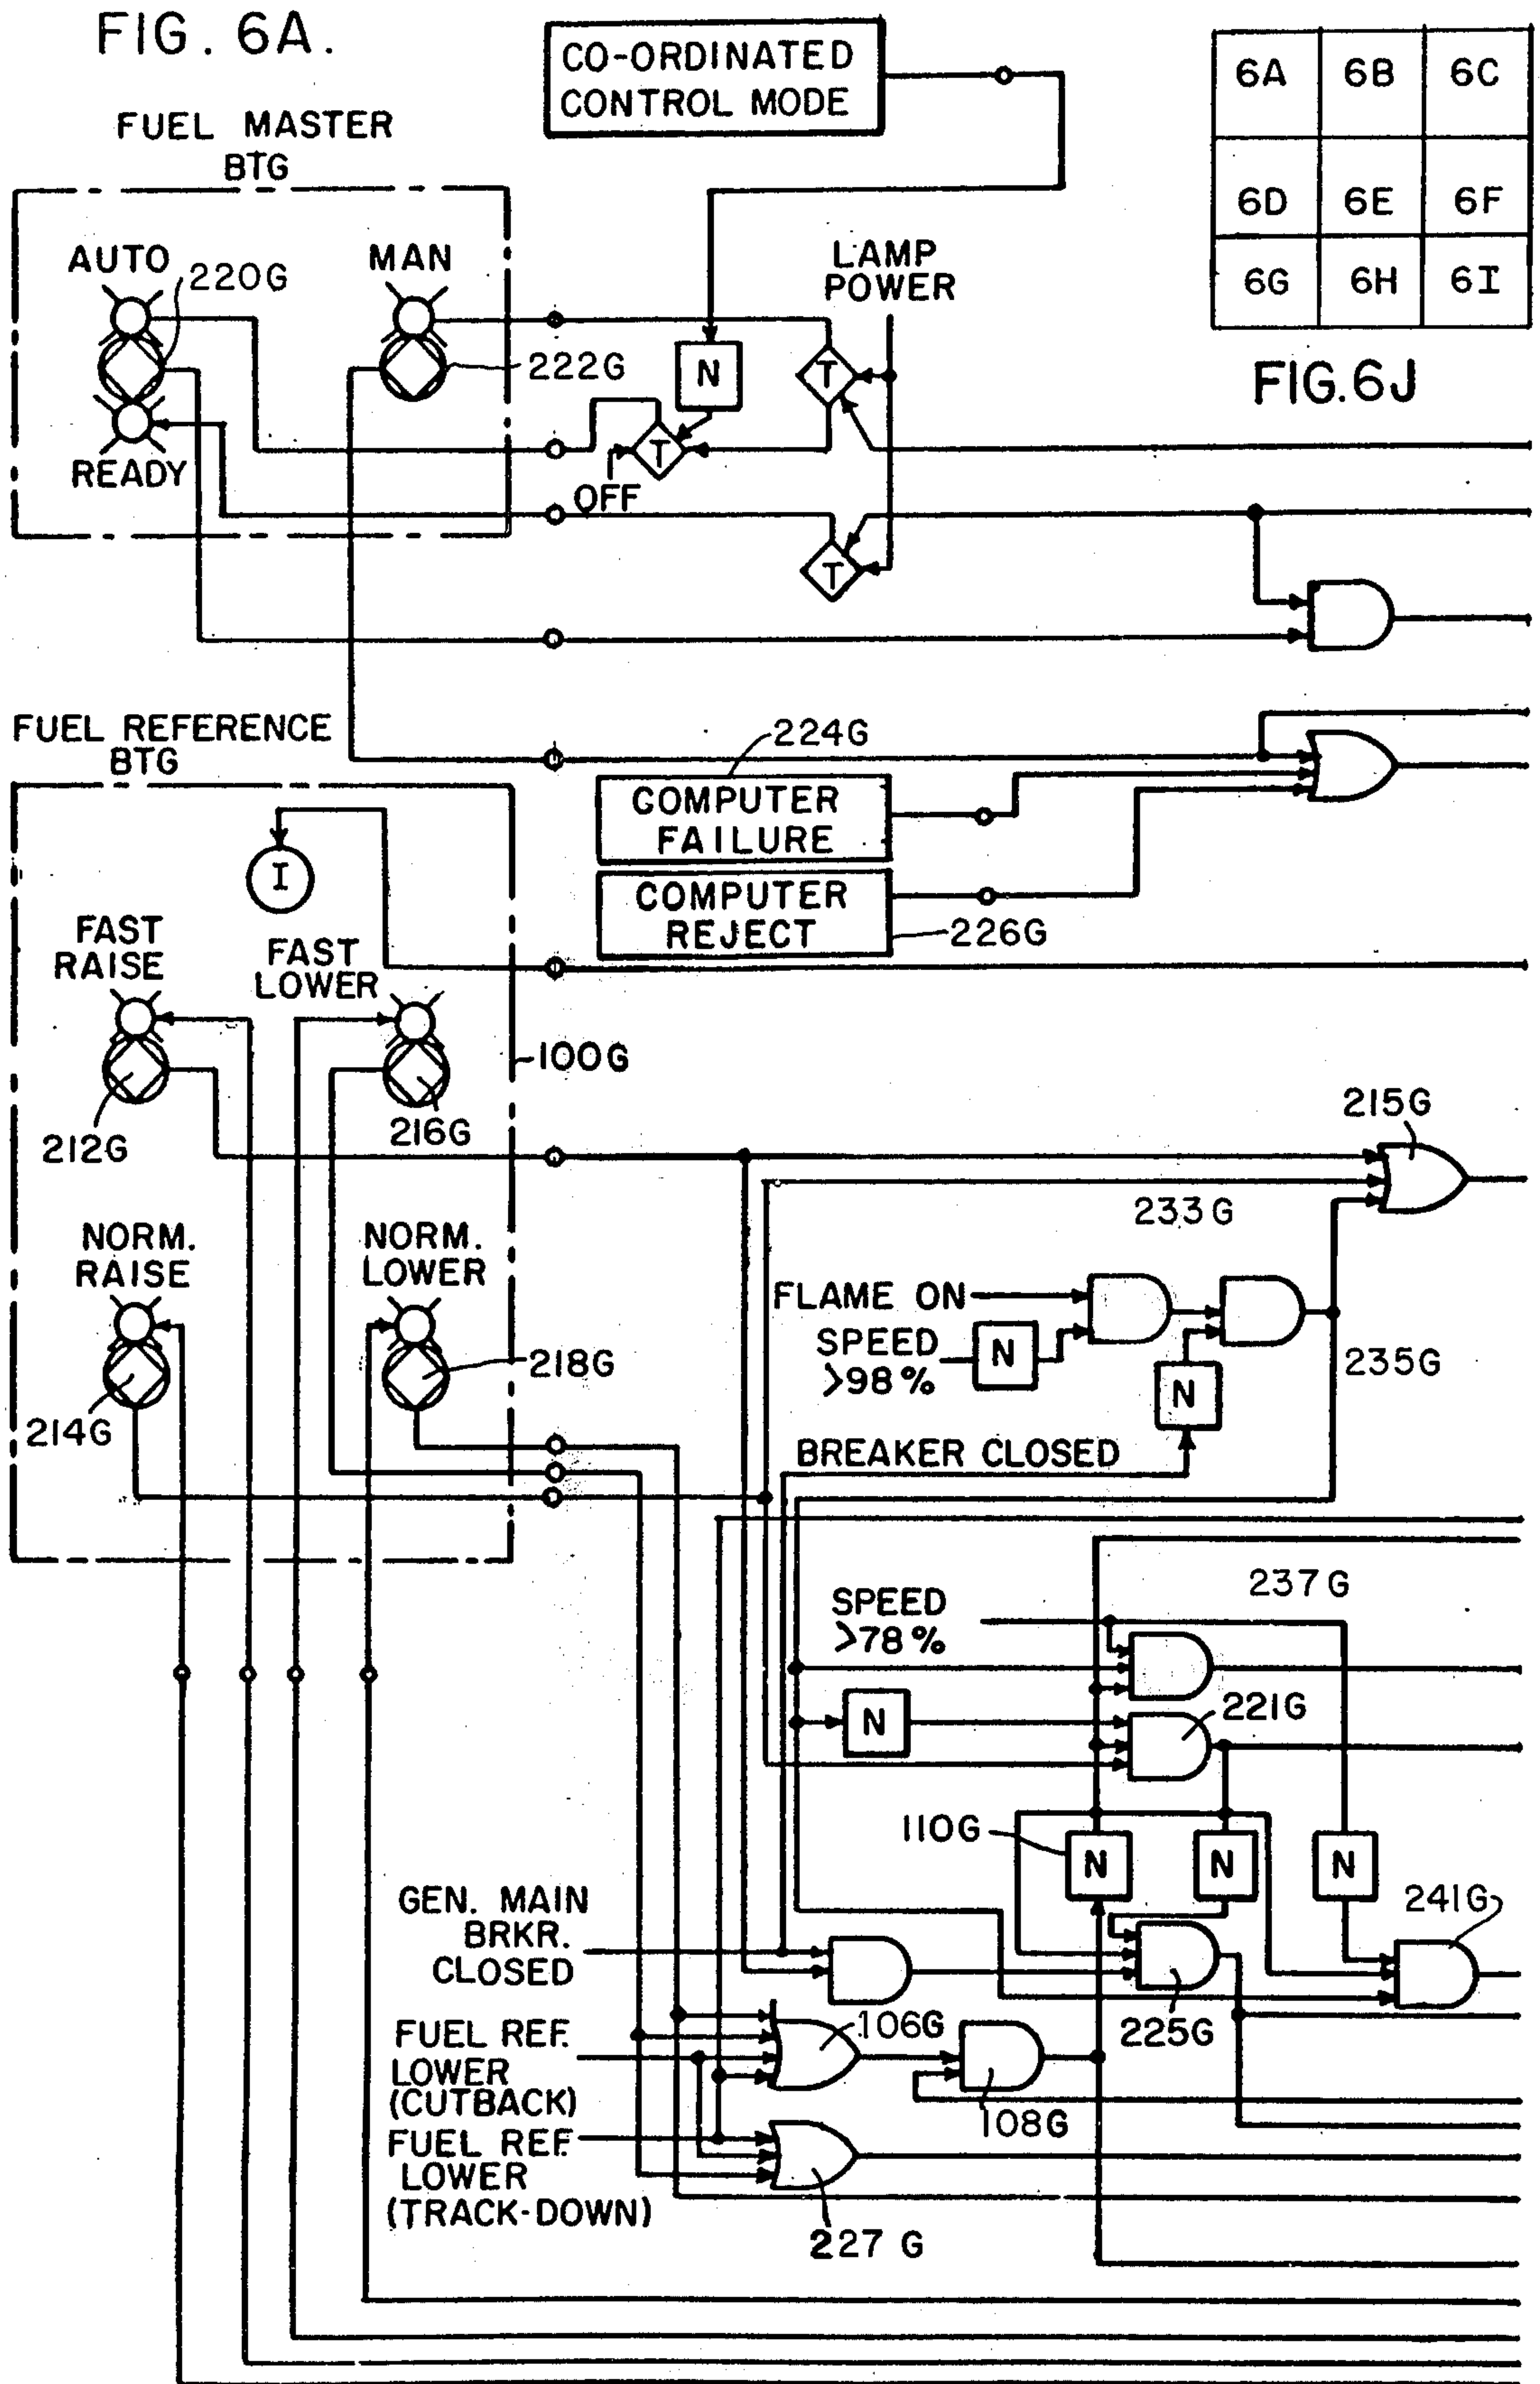 FIG. 6A.
CO-ORDINATED
CONTROL MODE
6A 6B 6C
6D 6E 6F
6G 6H 6I
FIG.6J
FUEL MASTER
BTG
AUTO
220G
MAN
222G
READY
LAMP
POWER
N
T
T
OFF
T
FUEL REFERENCE
BTG
224G
COMPUTER
FAILURE
COMPUTER
REJECT
226G
I
FAST
RAISE
FAST
LOWER
100G
212G
216G
215G
233G
NORM.
RAISE
NORM.
LOWER
FLAME ON
SPEED
>98%
N
N
235G
218G
214G
BREAKER CLOSED
237G
SPEED
>78%
N
221G
110G
N
N
N
241G
GEN. MAIN
BRKR.
CLOSED
225G
106G
FUEL REF.
LOWER
(CUTBACK)
108G
FUEL REF.
LOWER
(TRACK-DOWN)
227 G